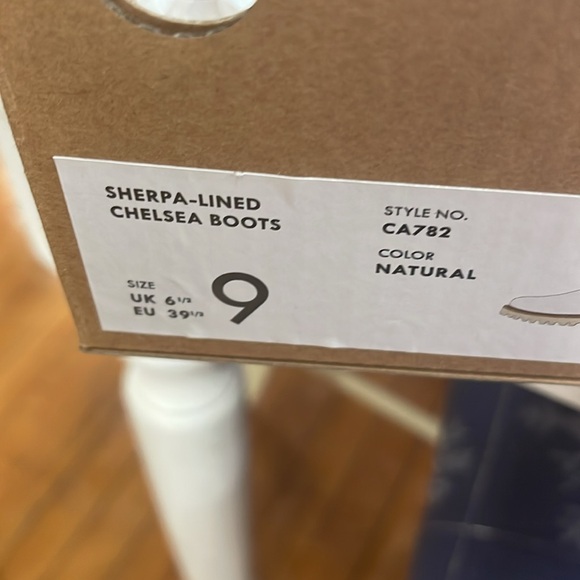 SHERPA-LINED
CHELSEA BOOTS
SIZE
UK 6 1/2
EU 39 1/2
9
STYLE NO.
CA782
COLOR
NATURAL